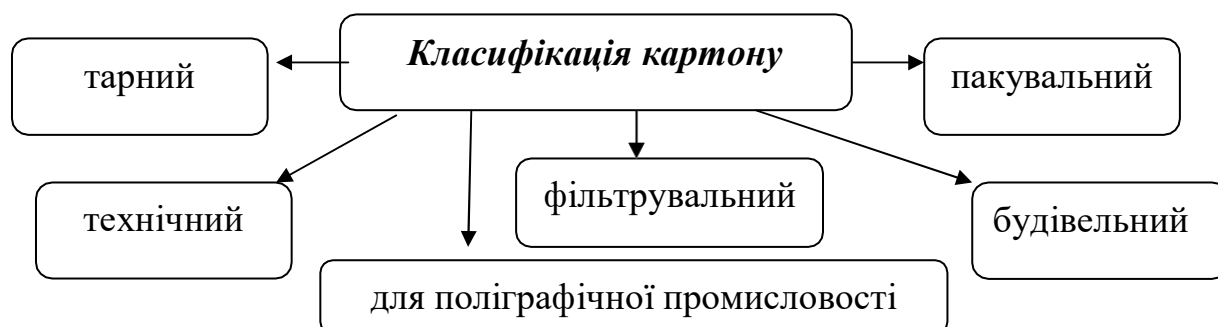 Класифікація картону
тарний
пакувальний
технічний
фільтрувальний
будівельний
для поліграфічної промисловості